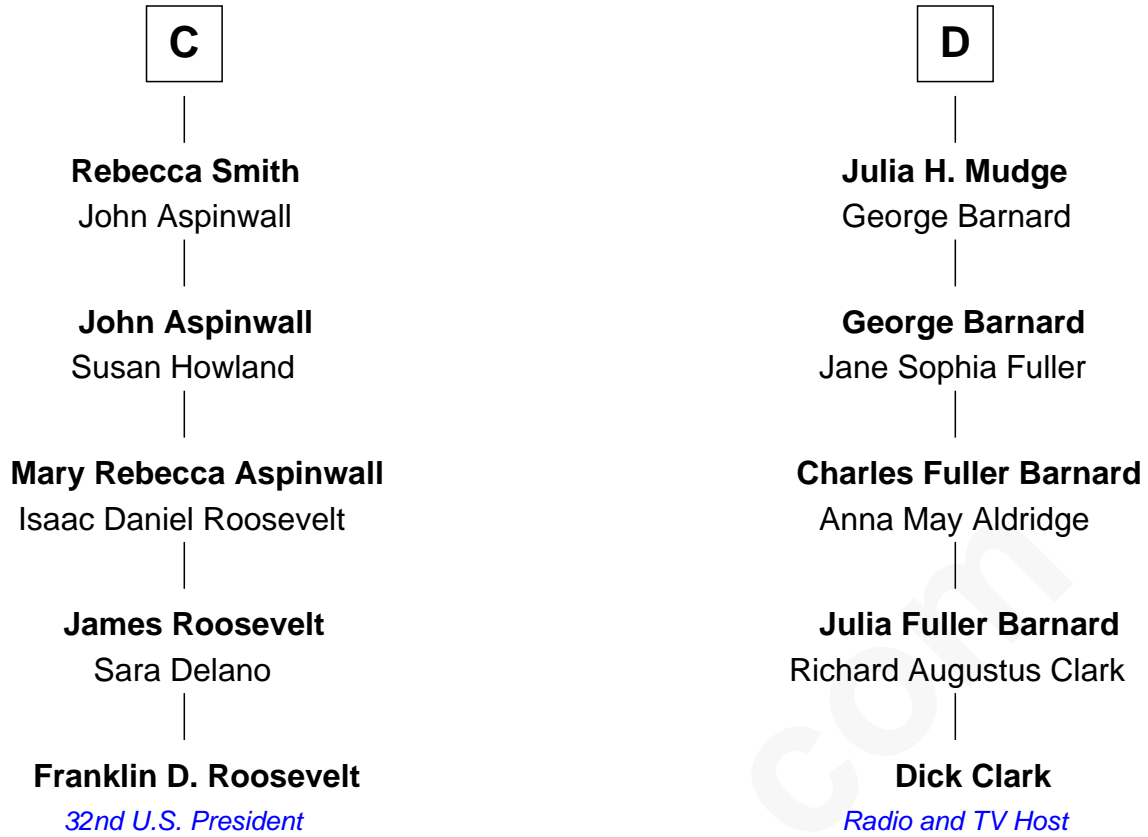 C
Rebecca Smith
John Aspinwall
John Aspinwall
Susan Howland
Mary Rebecca Aspinwall
Isaac Daniel Roosevelt
James Roosevelt
Sara Delano
Franklin D. Roosevelt
32nd U.S. President
D
Julia H. Mudge
George Barnard
George Barnard
Jane Sophia Fuller
Charles Fuller Barnard
Anna May Aldridge
Julia Fuller Barnard
Richard Augustus Clark
Dick Clark
Radio and TV Host
com